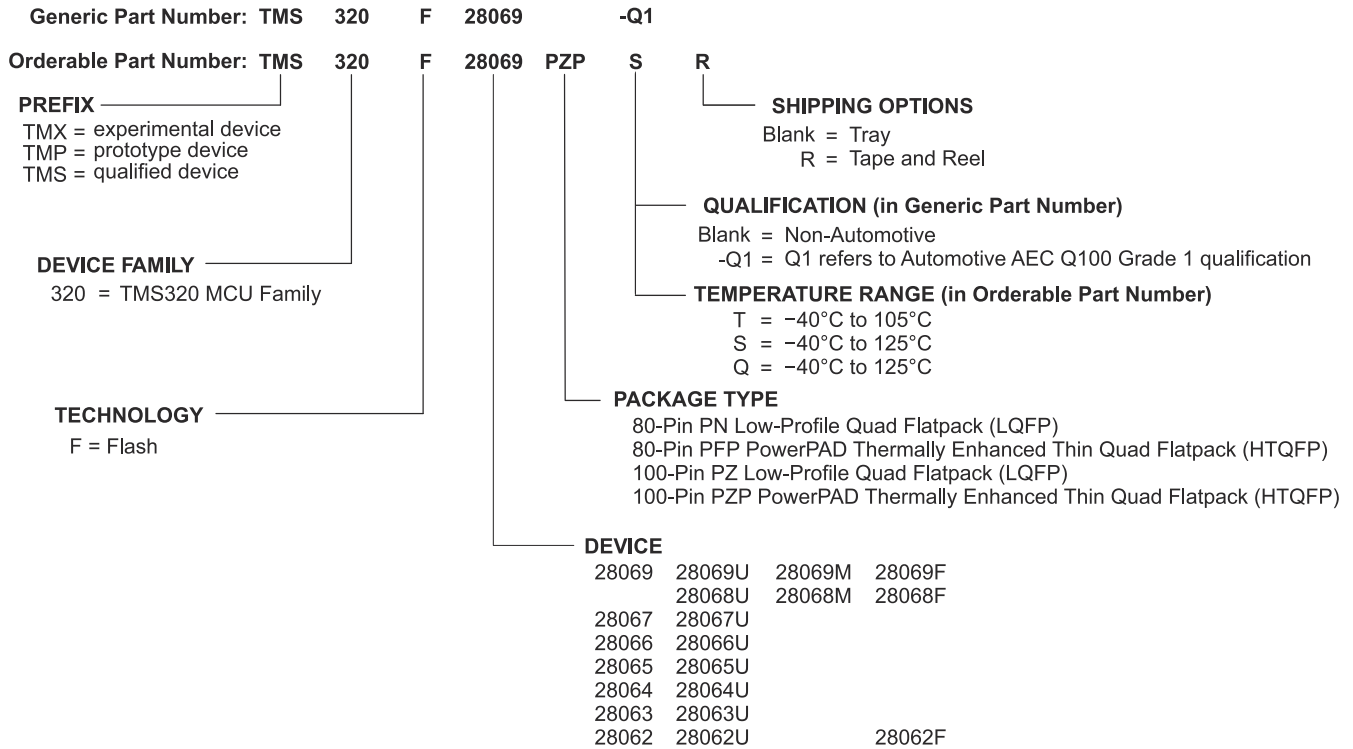 Generic Part Number: TMS 320 F 28069 -Q1
Orderable Part Number: TMS 320 F 28069 PZP S R
PREFIX
TMX = experimental device
TMP = prototype device
TMS = qualified device
SHIPPING OPTIONS
Blank = Tray
R = Tape and Reel
QUALIFICATION (in Generic Part Number)
Blank = Non-Automotive
-Q1 = Q1 refers to Automotive AEC Q100 Grade 1 qualification
DEVICE FAMILY
320 = TMS320 MCU Family
TEMPERATURE RANGE (in Orderable Part Number)
T = −40°C to 105°C
S = −40°C to 125°C
Q = −40°C to 125°C
TECHNOLOGY
F = Flash
PACKAGE TYPE
80-Pin PN Low-Profile Quad Flatpack (LQFP)
80-Pin PFP PowerPAD Thermally Enhanced Thin Quad Flatpack (HTQFP)
100-Pin PZ Low-Profile Quad Flatpack (LQFP)
100-Pin PZP PowerPAD Thermally Enhanced Thin Quad Flatpack (HTQFP)
DEVICE
28069 28069U 28069M 28069F
28068U 28068M 28068F
28067 28067U
28066 28066U
28065 28065U
28064 28064U
28063 28063U
28062 28062U 28062F